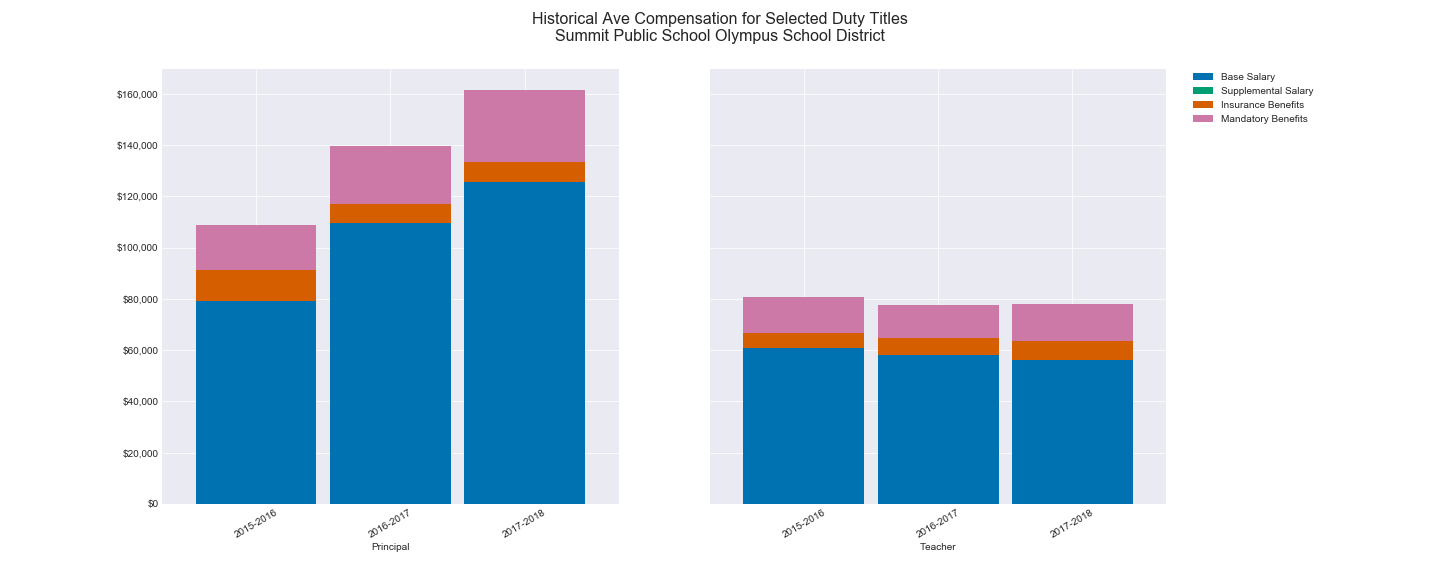 Historical Ave Compensation for Selected Duty Titles
Summit Public School Olympus School District
$160,000
$140,000
$120,000
$100,000
$80,000
$60,000
$40,000
$20,000
$0
2015-2016
2016-2017
2017-2018
Principal
2015-2016
2016-2017
2017-2018
Teacher
Base Salary
Supplemental Salary
Insurance Benefits
Mandatory Benefits